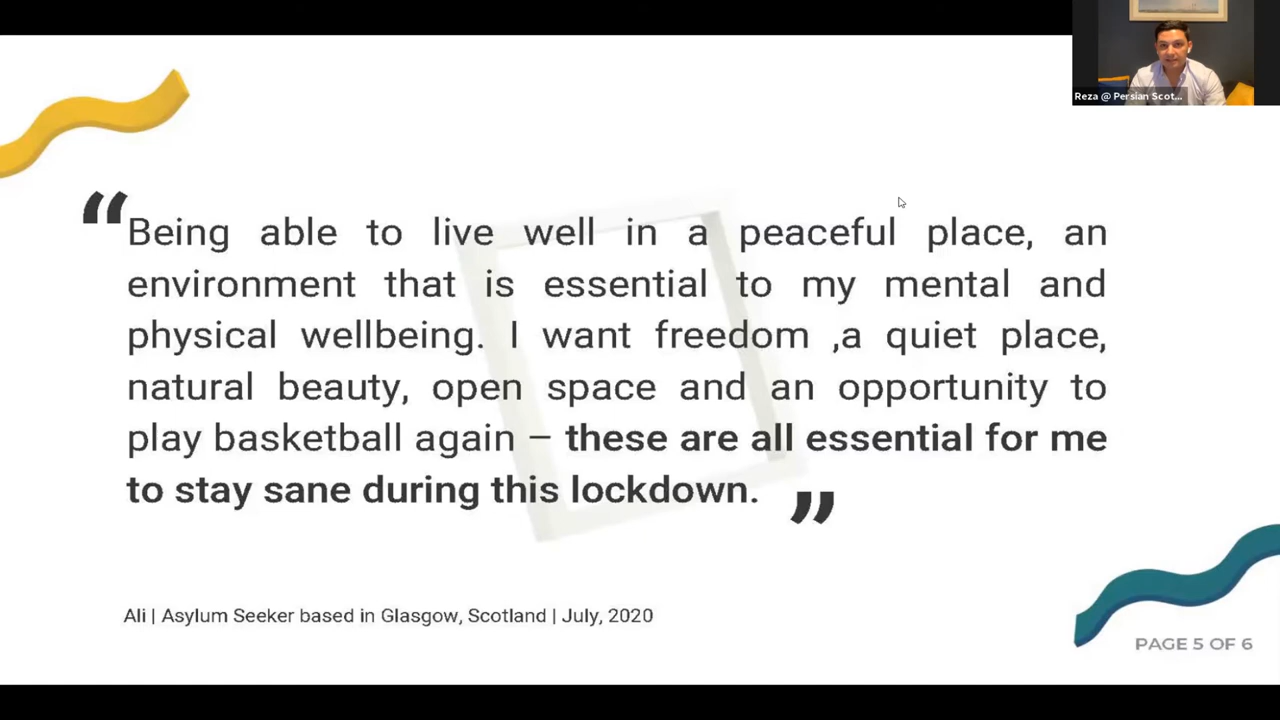 Reza @ Persian Scot...
“Being able to live well in a peaceful place, an
environment that is essential to my mental and
physical wellbeing. I want freedom ,a quiet place,
natural beauty, open space and an opportunity to
play basketball again – these are all essential for me
to stay sane during this lockdown. ”
Ali | Asylum Seeker based in Glasgow, Scotland | July, 2020
PAGE 5 OF 6